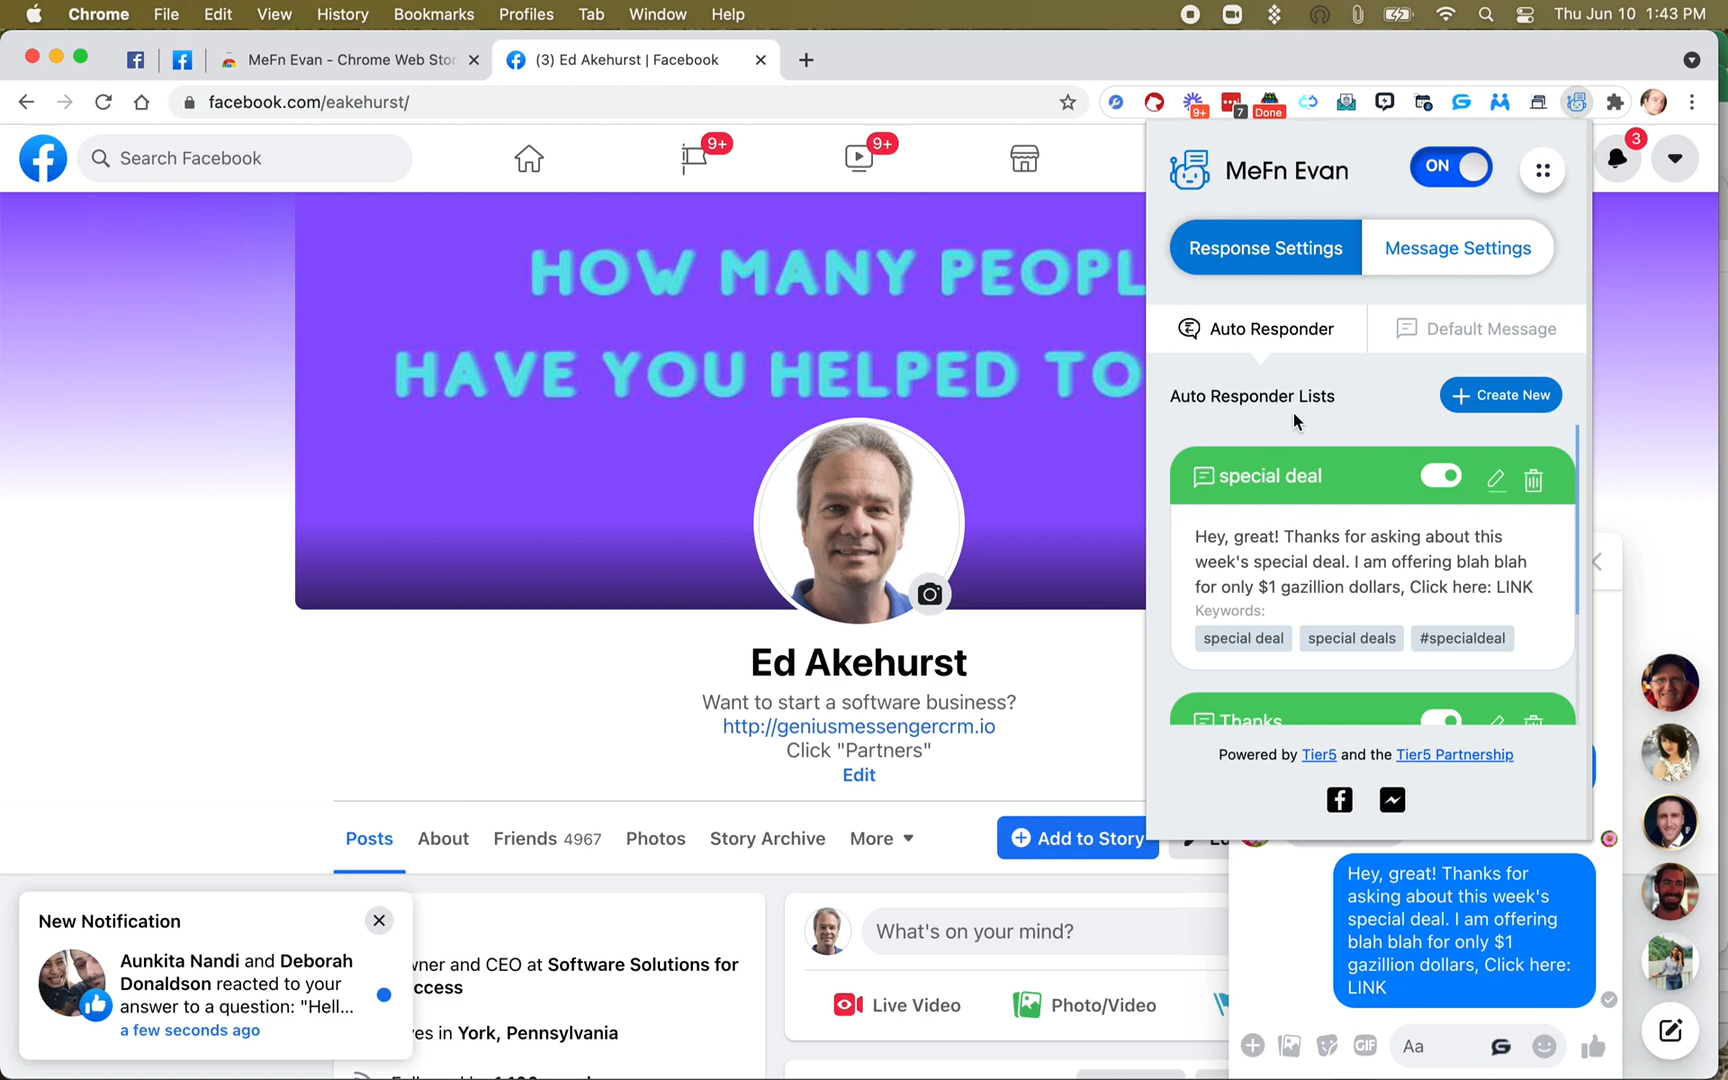 Chrome File Edit View History Bookmarks Profiles Tab Window Help
Thu Jun 10 1:43 PM
MeFn Evan - Chrome Web Stor
(3) Ed Akehurst | Facebook
facebook.com/eakehurst/
9+
7
Done
Search Facebook
9+
9+
3
MeFn Evan
ON
Response Settings
Message Settings
Auto Responder
Default Message
Auto Responder Lists
Create New
special deal
Hey, great! Thanks for asking about this
week's special deal. I am offering blah blah
for only $1 gazillion dollars, Click here: LINK
Keywords:
special deal special deals #specialdeal
Thanks
Powered by Tier5 and the Tier5 Partnership
HOW MANY PEOPL
HAVE YOU HELPED TO
Ed Akehurst
Want to start a software business?
http://geniusmessengercrm.io
Click "Partners"
Edit
Posts About Friends 4967 Photos Story Archive More
Add to Story
New Notification
Aunkita Nandi and Deborah
Donaldson reacted to your
answer to a question: "Hell...
a few seconds ago
wner and CEO at Software Solutions for
ccess
ves in York, Pennsylvania
What's on your mind?
Live Video
Photo/Video
Hey, great! Thanks for
asking about this week's
special deal. I am offering
blah blah for only $1
gazillion dollars, Click here:
LINK
GIF
Aa